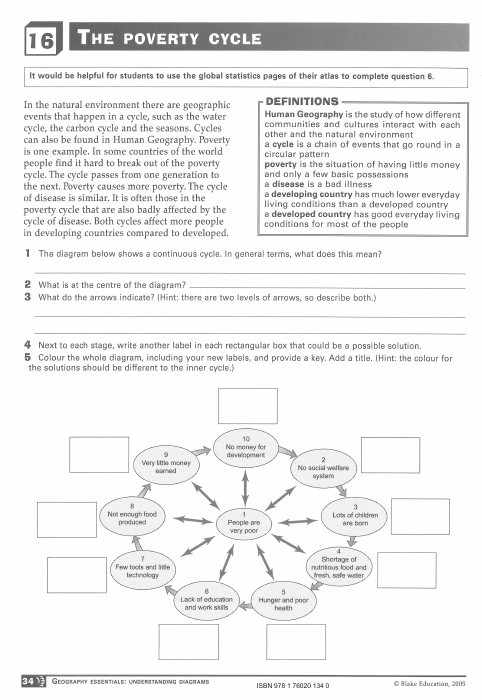 16 THE POVERTY CYCLE
It would be helpful for students to use the global statistics pages of their atlas to complete question 6.
In the natural environment there are geographic
events that happen in a cycle, such as the water
cycle, the carbon cycle and the seasons. Cycles
can also be found in Human Geography. Poverty
is one example. In some countries of the world
people find it hard to break out of the poverty
cycle. The cycle passes from one generation to
the next. Poverty causes more poverty. The cycle
of disease is similar. It is often those in the
poverty cycle that are also badly affected by the
cycle of disease. Both cycles affect more people
in developing countries compared to developed.
DEFINITIONS
Human Geography is the study of how different
communities and cultures interact with each
other and the natural environment
a cycle is a chain of events that go round in a
circular pattern
poverty is the situation of having little money
and only a few basic possessions
a disease is a bad illness
a developing country has much lower everyday
living conditions than a developed country
a developed country has good everyday living
conditions for most of the people
1 The diagram below shows a continuous cycle. In general terms, what does this mean?
2 What is at the centre of the diagram?
3 What do the arrows indicate? (Hint: there are two levels of arrows, so describe both.)
4 Next to each stage, write another label in each rectangular box that could be a possible solution.
5 Colour the whole diagram, including your new labels, and provide a key. Add a title. (Hint: the colour for
the solutions should be different to the inner cycle.)
10
No money for
development
9
Very little money
earned
2
No social welfare
system
8
Not enough food
produced
1
People are
very poor
3
Lots of children
are born
7
Few tools and little
technology
4
Shortage of
nutritious food and
fresh, safe water
6
Lack of education
and work skills
5
Hunger and poor
health
34 GEOGRAPHY ESSENTIALS: UNDERSTANDING DIAGRAMS
ISBN 978 1 76020 134 0
© Blake Education, 2005